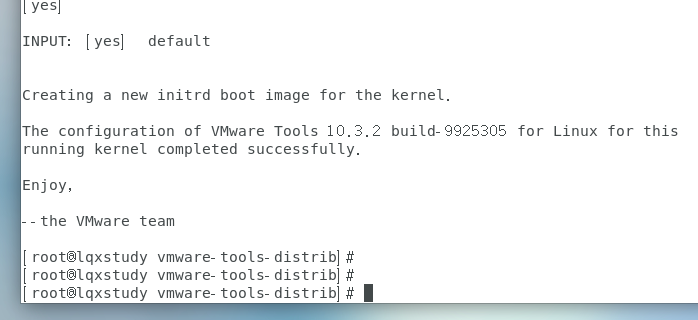 [yes]
INPUT: [yes]  default
Creating a new initrd boot image for the kernel.
The configuration of VMware Tools 10.3.2 build-9925305 for Linux for this
running kernel completed successfully.
Enjoy,
--the VMware team
[root@lqxstudy vmware-tools-distrib]#
[root@lqxstudy vmware-tools-distrib]#
[root@lqxstudy vmware-tools-distrib]#